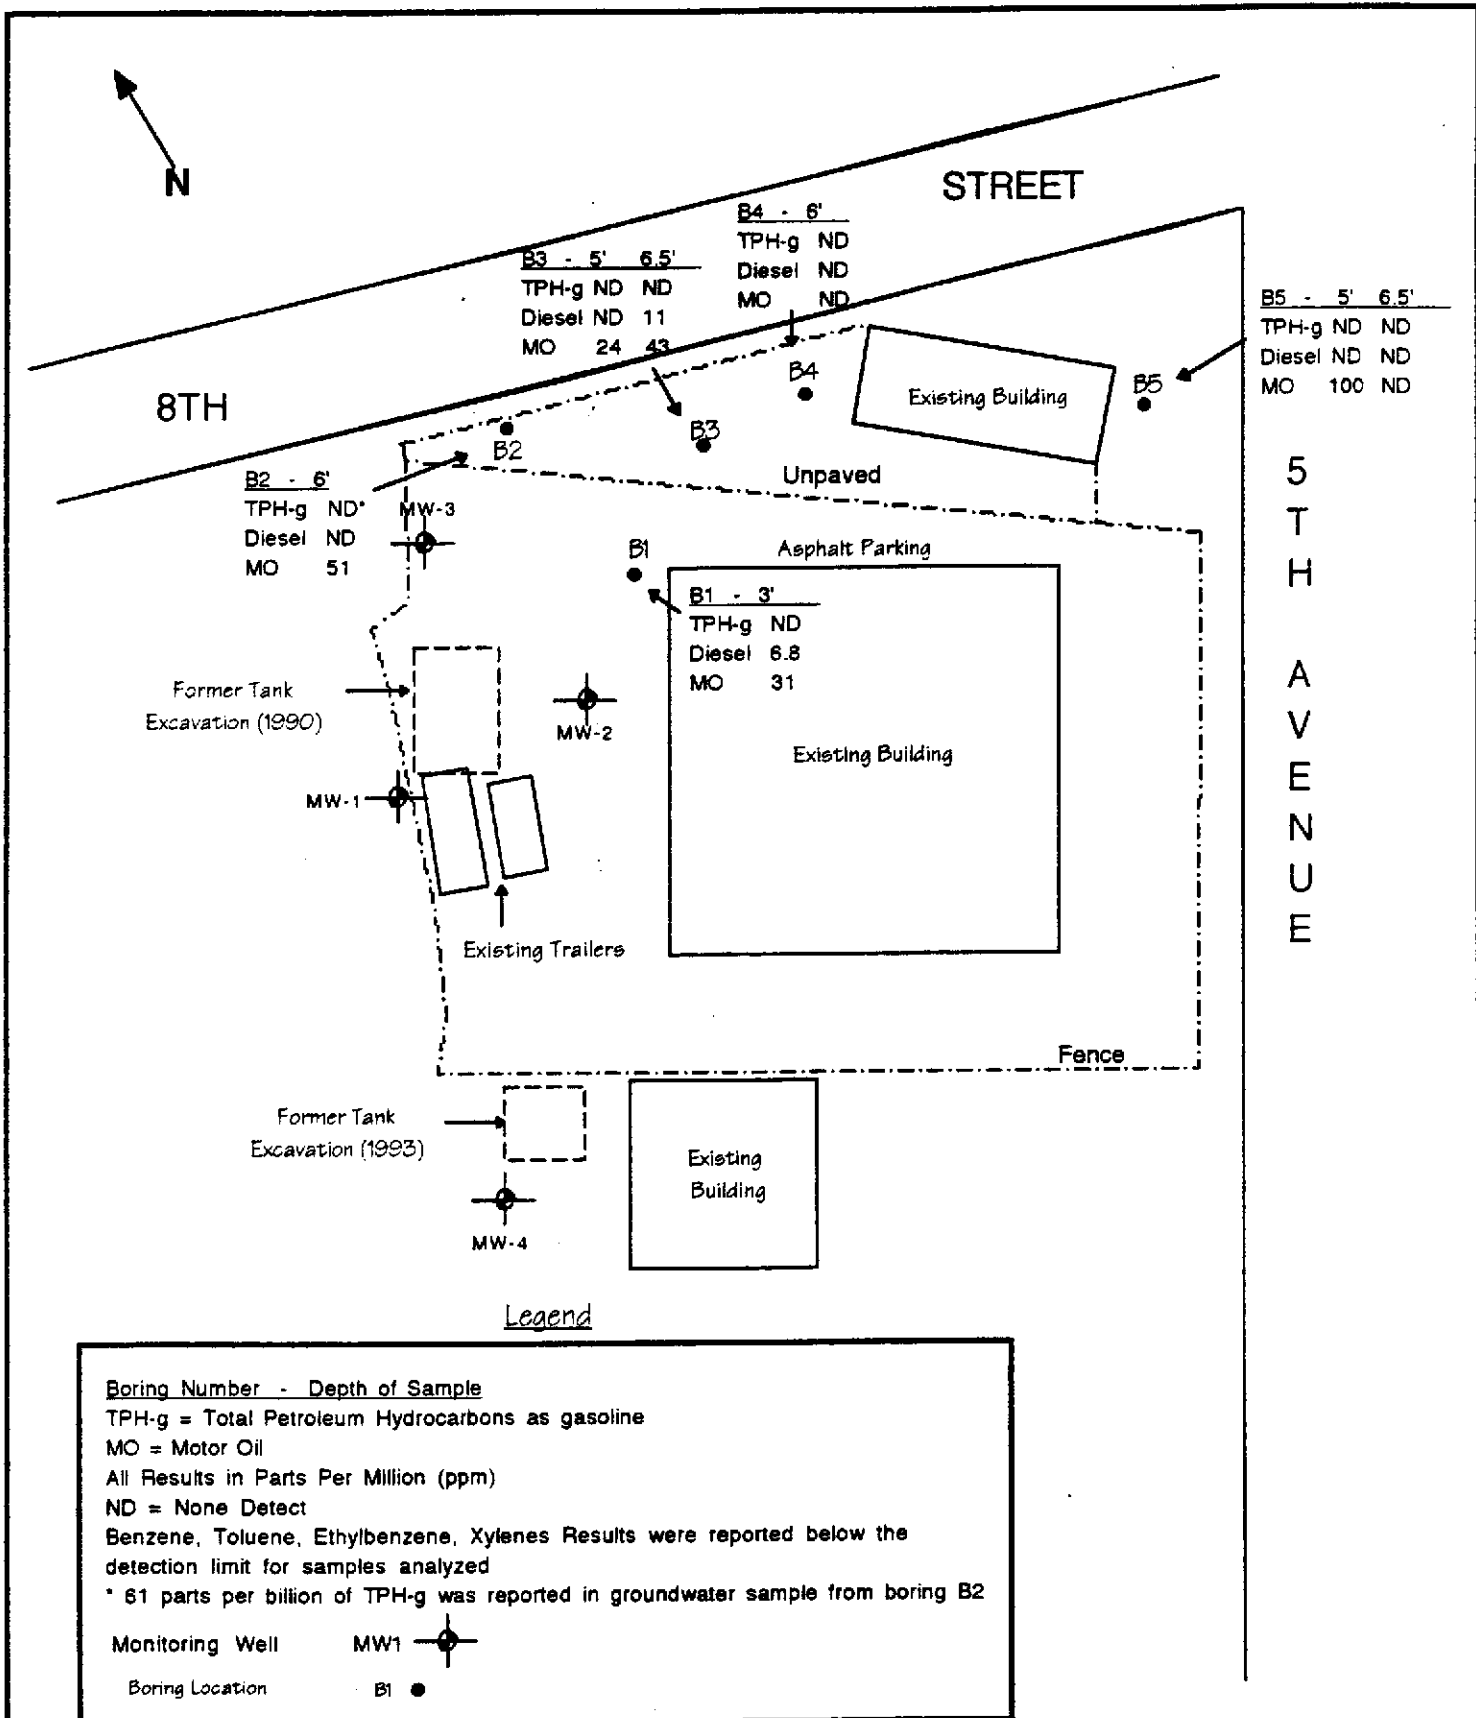 N
STREET
8TH
B4 - 6'
TPH-g ND
Diesel ND
MO ND
B3 - 5' 6.5'
TPH-g ND ND
Diesel ND 11
MO 24 43
B5 - 5' 6.5'
TPH-g ND ND
Diesel ND ND
MO 100 ND
B4
Existing Building
B5
B2
B3
Unpaved
B2 - 6'
TPH-g ND*
Diesel ND
MO 51
MW-3
5TH AVENUE
B1
Asphalt Parking
B1 - 3'
TPH-g ND
Diesel 6.8
MO 31
Former Tank
Excavation (1990)
MW-2
Existing Building
MW-1
Existing Trailers
Fence
Former Tank
Excavation (1993)
Existing
Building
MW-4
Legend
Boring Number - Depth of Sample
TPH-g = Total Petroleum Hydrocarbons as gasoline
MO = Motor Oil
All Results in Parts Per Million (ppm)
ND = None Detect
Benzene, Toluene, Ethylbenzene, Xylenes Results were reported below the
detection limit for samples analyzed
* 61 parts per billion of TPH-g was reported in groundwater sample from boring B2
Monitoring Well MW1
Boring Location B1